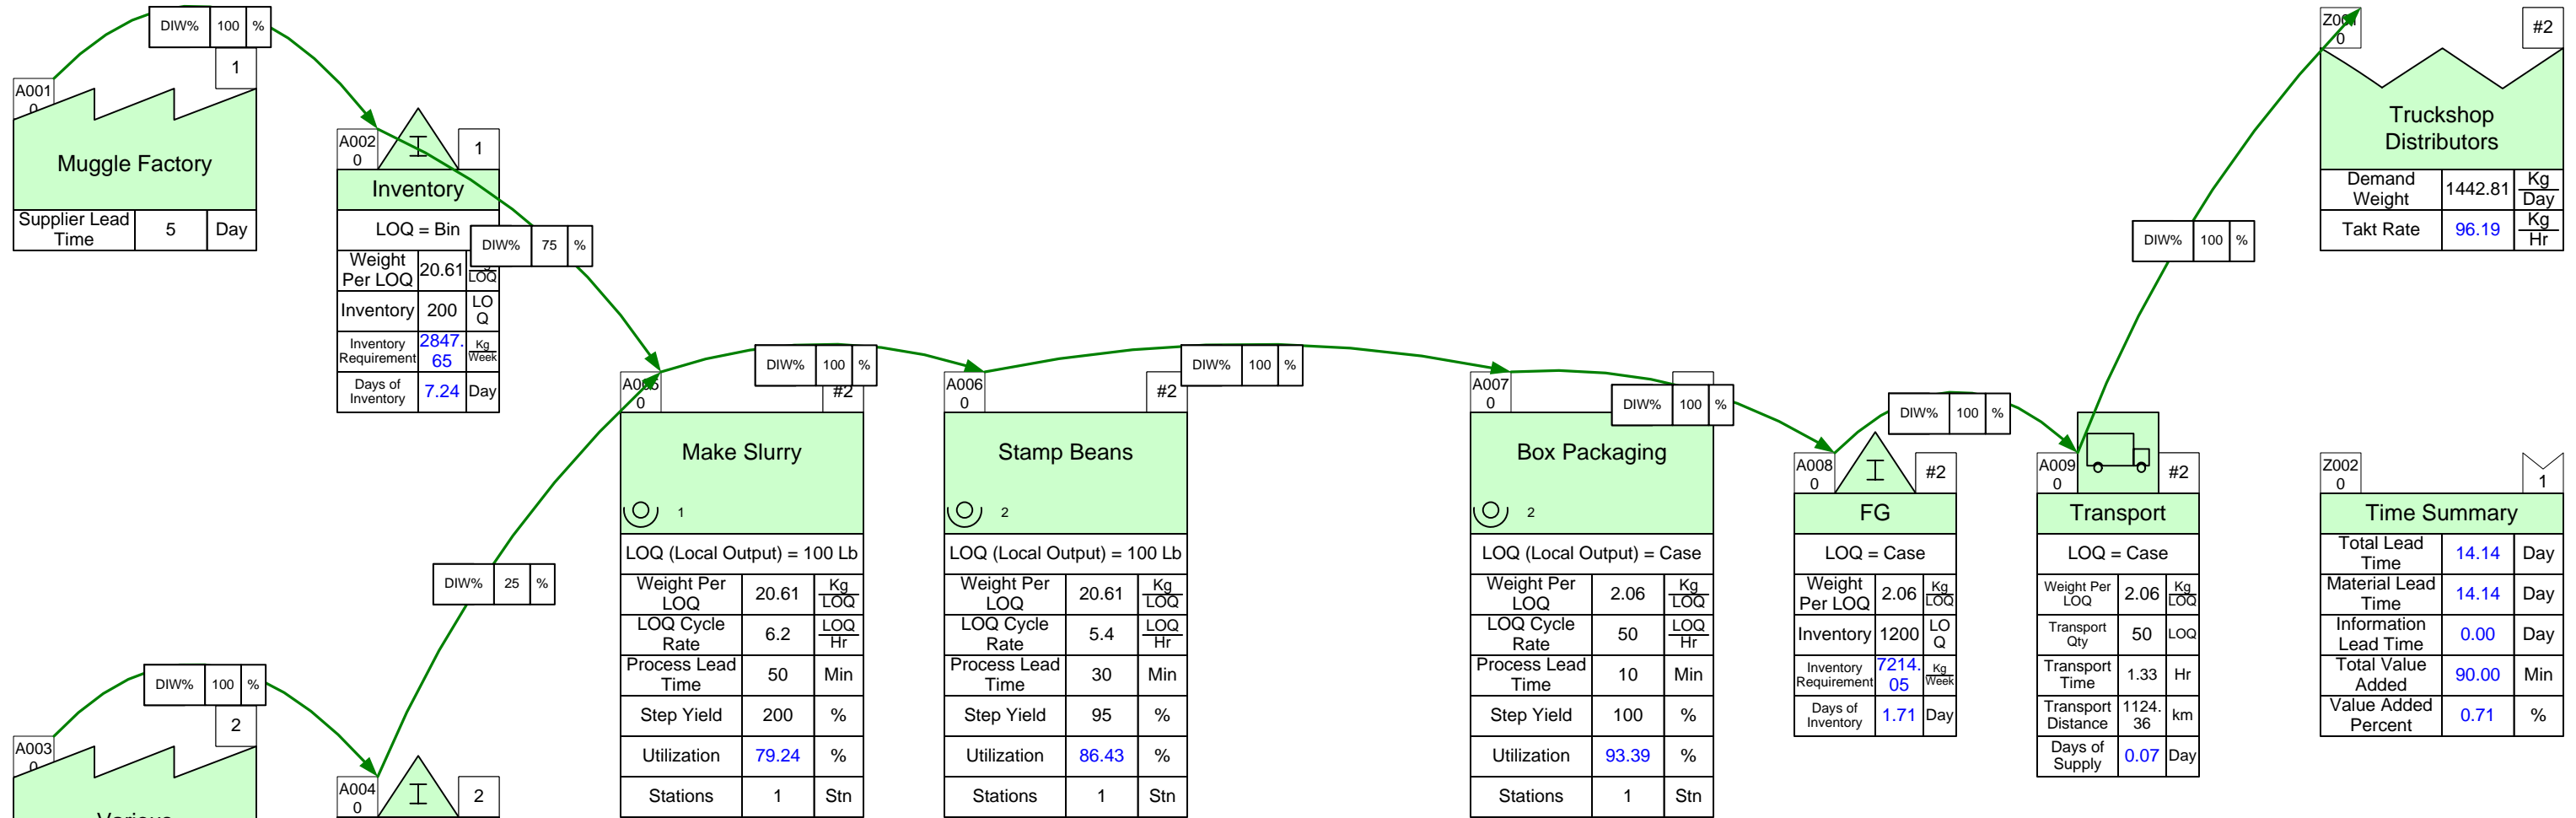 DIW% 100 %
1
A001
0
Muggle Factory
Supplier Lead Time 5 Day
A002
0
1
I
Inventory
LOQ = Bin
DIW% 75 %
Weight Per LOQ 20.61 LOQ
Inventory 200 LOQ
Inventory Requirement 2847.65 Kg Week
Days of Inventory 7.24 Day
DIW% 25 %
DIW% 100 %
2
A003
0
A004
0
I
2
A005
0
#2
DIW% 100 %
Make Slurry
1
LOQ (Local Output) = 100 Lb
Weight Per LOQ 20.61 Kg LOQ
LOQ Cycle Rate 6.2 LOQ Hr
Process Lead Time 50 Min
Step Yield 200 %
Utilization 79.24 %
Stations 1 Stn
A006
0
#2
DIW% 100 %
Stamp Beans
2
LOQ (Local Output) = 100 Lb
Weight Per LOQ 20.61 Kg LOQ
LOQ Cycle Rate 5.4 LOQ Hr
Process Lead Time 30 Min
Step Yield 95 %
Utilization 86.43 %
Stations 1 Stn
A007
0
DIW% 100 %
Box Packaging
2
LOQ (Local Output) = Case
Weight Per LOQ 2.06 Kg LOQ
LOQ Cycle Rate 50 LOQ Hr
Process Lead Time 10 Min
Step Yield 100 %
Utilization 93.39 %
Stations 1 Stn
A008
0
I
#2
DIW% 100 %
FG
LOQ = Case
Weight Per LOQ 2.06 Kg LOQ
Inventory 1200 LOQ
Inventory Requirement 7214.05 Kg Week
Days of Inventory 1.71 Day
A009
0
#2
Transport
LOQ = Case
Weight Per LOQ 2.06 Kg LOQ
Transport Qty 50 LOQ
Transport Time 1.33 Hr
Transport Distance 1124.36 km
Days of Supply 0.07 Day
DIW% 100 %
Z001
0
#2
Truckshop
Distributors
Demand Weight 1442.81 Kg Day
Takt Rate 96.19 Kg Hr
Z002
0
1
Time Summary
Total Lead Time 14.14 Day
Material Lead Time 14.14 Day
Information Lead Time 0.00 Day
Total Value Added 90.00 Min
Value Added Percent 0.71 %